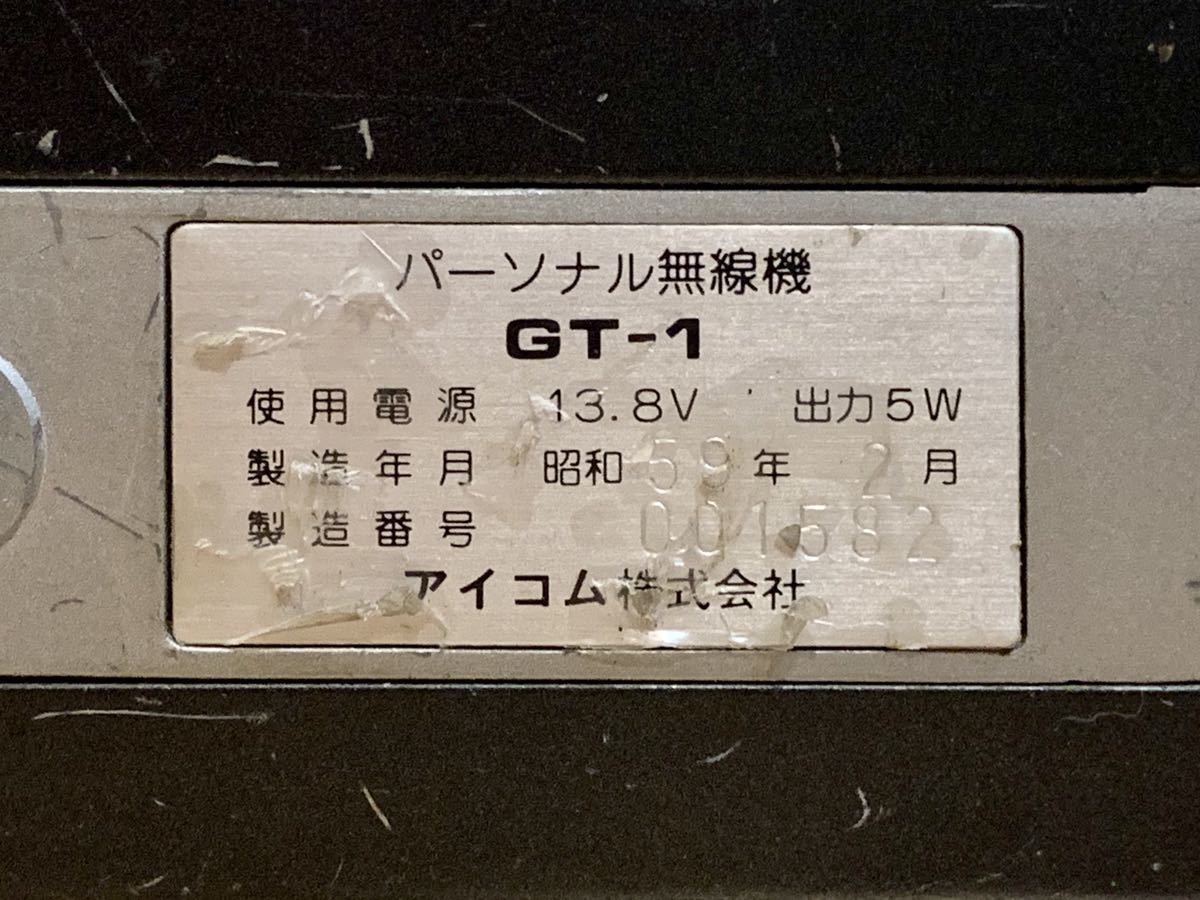 パーソナル無線機
GT-1
使用電源 13.8V 出力5W
製造年月 昭和59年 2月
製造番号 001582
アイコム株式会社